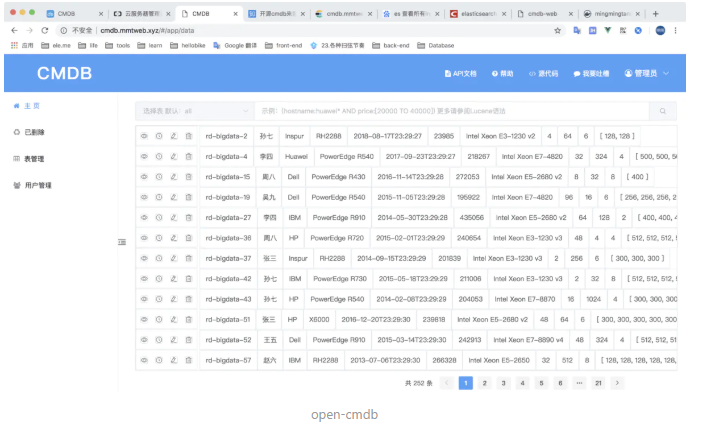 CMDB
云服务器管理
CMDB
开源cmdb
cmdb.mmtwe
es 查看所有
elasticsearch
cmdb-web
mingmingtang
不安全 | cmdb.mmtweb.xyz/#/app/data
应用 ele.me life tools learn hellobike Google 翻译 front-end 23.各种扫弦节奏 back-end Database
CMDB
API文档 帮助 源代码 我要吐槽 管理员
主页
已删除
表管理
用户管理
选择表 默认: all
示例: (hostname:huawei* AND price:[20000 TO 40000]) 更多请参阅Lucene语法
rd-bigdata-2 孙七 Inspur RH2288 2018-08-17T23:29:27 23985 Intel Xeon E3-1230 v2 4 64 6 [ 128, 128 ]
rd-bigdata-4 李四 Huawei PowerEdge R540 2017-09-23T23:29:27 218287 Intel Xeon E7-4820 32 324 4 [ 500, 500, 50
rd-bigdata-15 周八 Dell PowerEdge R430 2016-11-14T23:29:28 272053 Intel Xeon E5-2680 v2 8 32 8 [ 400 ]
rd-bigdata-19 吴九 Dell PowerEdge R540 2015-11-05T23:29:28 195922 Intel Xeon E7-4820 96 16 6 [ 256, 256, 256, 2
rd-bigdata-27 李四 IBM PowerEdge R910 2014-05-30T23:29:28 435056 Intel Xeon E5-2680 v2 64 128 2 [ 400, 400, 4
rd-bigdata-36 周八 HP PowerEdge R720 2015-02-01T23:29:29 240654 Intel Xeon E3-1230 v3 48 4 4 [ 512, 512, 512,
rd-bigdata-37 张三 Inspur RH2288 2014-09-15T23:29:29 201839 Intel Xeon E3-1230 v3 2 256 6 [ 300, 300, 300 ]
rd-bigdata-42 孙七 IBM PowerEdge R730 2015-05-16T23:29:29 211006 Intel Xeon E3-1230 v3 2 32 8 [ 512, 512, 512,
rd-bigdata-43 孙七 HP PowerEdge R540 2014-02-08T23:29:29 204053 Intel Xeon E7-8870 16 1024 4 [ 300, 300, 300
rd-bigdata-51 张三 HP X6000 2016-12-20T23:29:30 239818 Intel Xeon E5-2680 v2 48 64 6 [ 300, 300, 300, 300, 300
rd-bigdata-52 王五 Dell PowerEdge R910 2015-03-14T23:29:30 242913 Intel Xeon E7-8890 v4 48 324 4 [ 512, 512, 51
rd-bigdata-57 赵六 IBM RH2288 2013-07-06T23:29:30 266328 Intel Xeon E5-2650 32 512 8 [ 128, 128, 128, 128, 128,
共 252 条 1 2 3 4 5 6 ... 21
open-cmdb